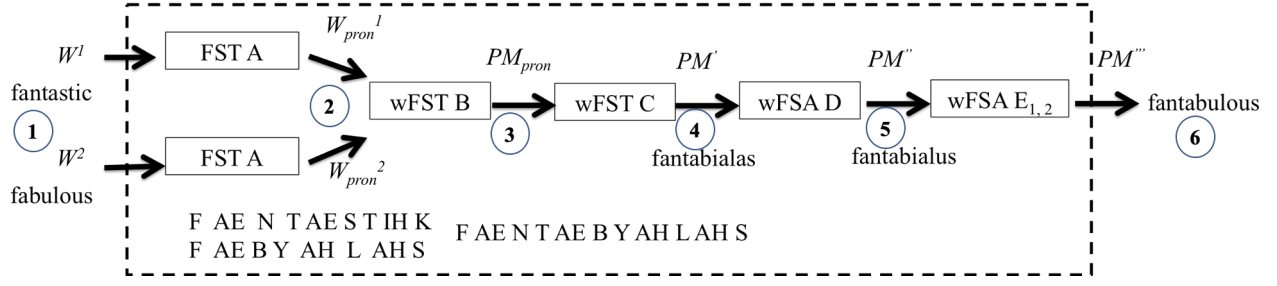 W¹ FST A W_pron¹
fantastic
1
W² FST A W_pron²
fabulous
2
wFST B PM_pron wFST C PM' wFSA D PM'' wFSA E₁, ₂ PM'''
3 4 5
fantabialas fantabialus fantabulous
6
F AE N T AE S T IH K
F AE B Y AH L AH S
F AE N T AE B Y AH L AH S